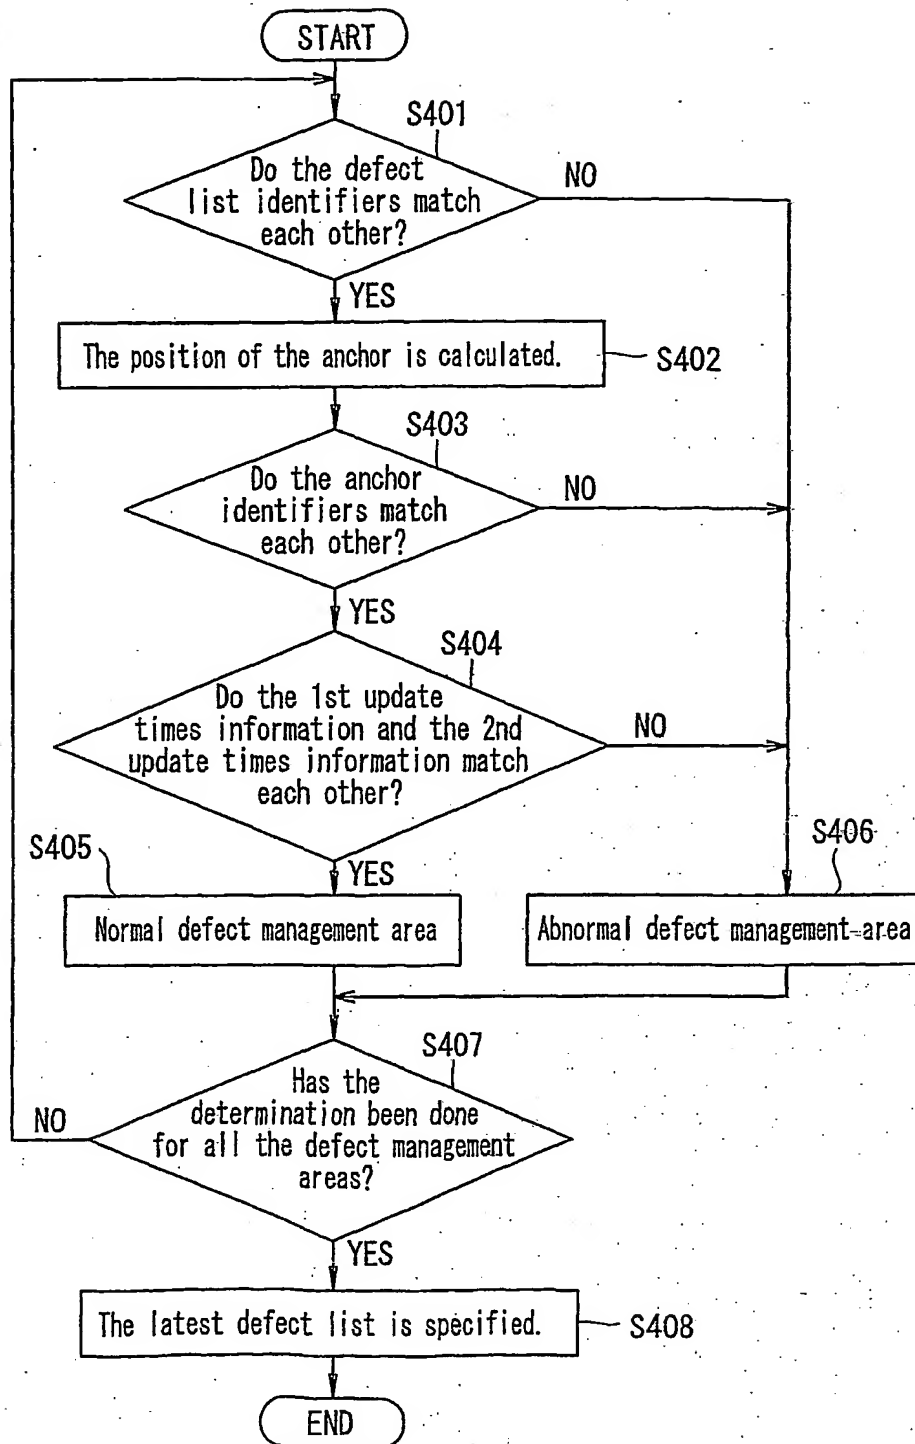 START
S401
Do the defect
list identifiers match
each other?
NO
YES
The position of the anchor is calculated.
S402
S403
Do the anchor
identifiers match
each other?
NO
YES
S404
Do the 1st update
times information and the 2nd
update times information match
each other?
NO
S405
YES
S406
Normal defect management area
Abnormal defect management area
S407
Has the
determination been done
for all the defect management
areas?
NO
YES
The latest defect list is specified.
S408
END